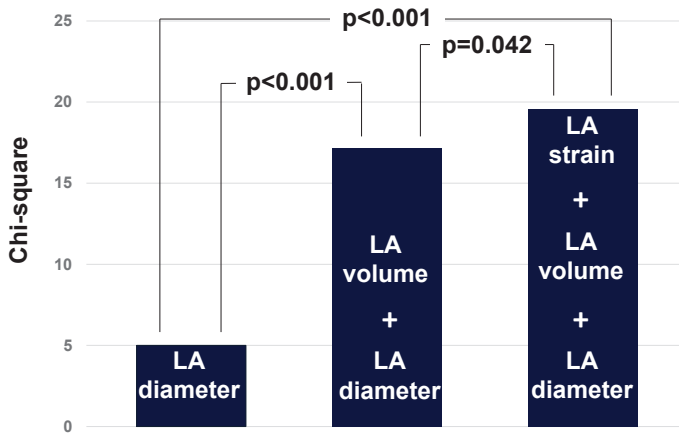 25
p<0.001
p=0.042
p<0.001
20
LA
strain
+
LA
volume
+
LA
diameter
15
LA
volume
+
LA
diameter
10
5
LA
diameter
0
Chi-square